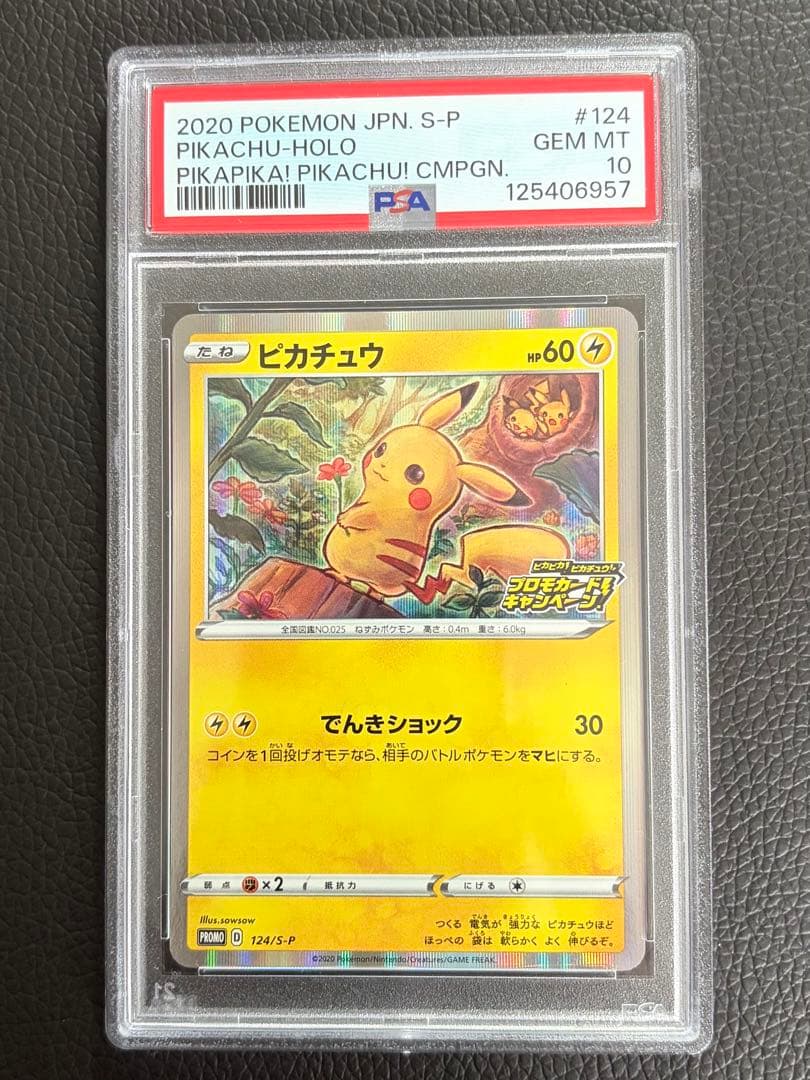 2020 POKEMON JPN. S-P #124
PIKACHU-HOLO GEM MT
PIKAPIKA! PIKACHU! CMPGN. 10
125406957
PSA
たね ピカチュウ HP60
ピカピカ! ピカチュウ!
プロモカード
キャンペーン!
全国図鑑NO.025 ねずみポケモン 高さ:0.4m 重さ:6.0kg
でんきショック 30
コインを1回投げオモテなら、相手のバトルポケモンをマヒにする。
弱点 ×2 抵抗力 にげる
Illus.sowsow
つくる 電気が 強力な ピカチュウほど
ほっぺの 袋は 軟らかく よく 伸びるぞ。
PROMO D 124/S-P
©2020 Pokémon/Nintendo/Creatures/GAME FREAK.